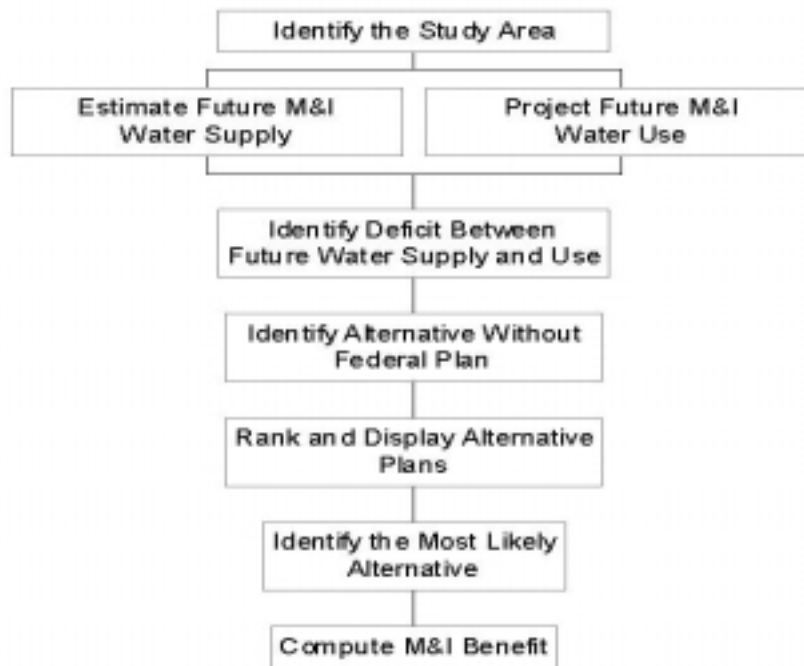 Identify the Study Area
Estimate Future M&I
Water Supply
Project Future M&I
Water Use
Identify Deficit Between
Future Water Supply and Use
Identify Alternative Without
Federal Plan
Rank and Display Alternative
Plans
Identify the Most Likely
Alternative
Compute M&I Benefit